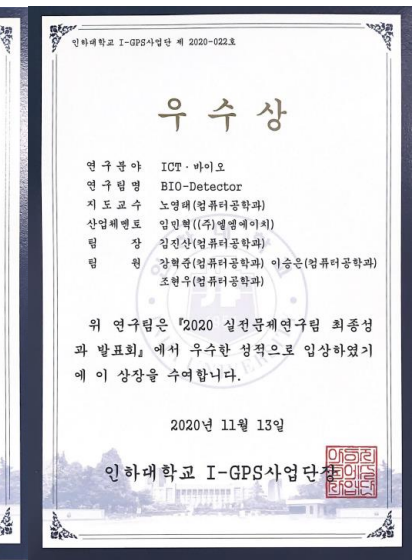 인하대학교 I-GPS사업단 제 2020-022호
우 수 상
연 구 분 야 ICT · 바이오
연 구 팀 명 BIO-Detector
지 도 교 수 노영태(컴퓨터공학과)
산업체멘토 임민혁((주)엘엠에이치)
팀 장 김진산(컴퓨터공학과)
팀 원 강혁준(컴퓨터공학과) 이승은(컴퓨터공학과)
조현우(컴퓨터공학과)
위 연구팀은 『2020 실전문제연구팀 최종성
과 발표회』 에서 우수한 성적으로 입상하였기
에 이 상장을 수여합니다.
2020년 11월 13일
인하대학교 I-GPS사업단장